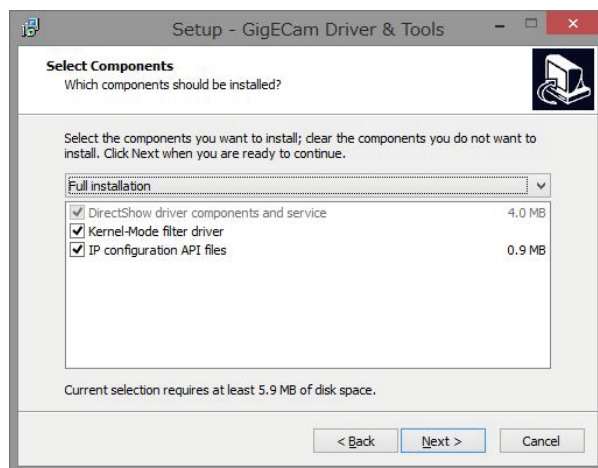 Setup - GigECam Driver & Tools
Select Components
Which components should be installed?
Select the components you want to install; clear the components you do not want to
install. Click Next when you are ready to continue.
Full installation
DirectShow driver components and service 4.0 MB
Kernel-Mode filter driver
IP configuration API files 0.9 MB
Current selection requires at least 5.9 MB of disk space.
< Back Next > Cancel